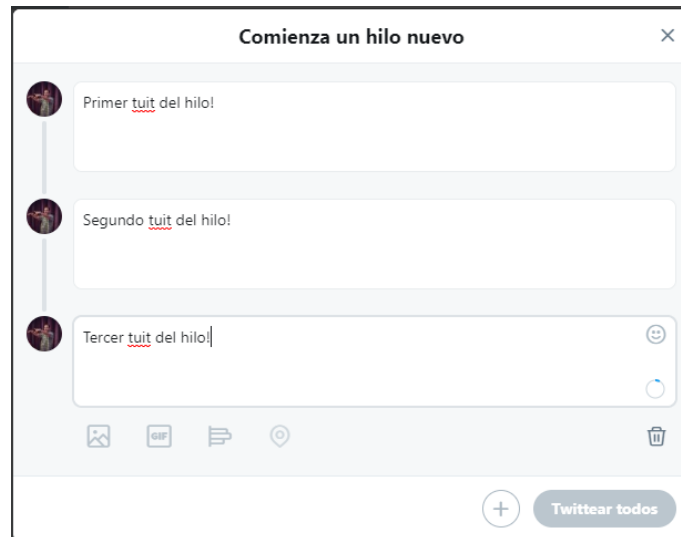 Comienza un hilo nuevo
Primer tuit del hilo!
Segundo tuit del hilo!
Tercer tuit del hilo!
GIF
Twittear todos